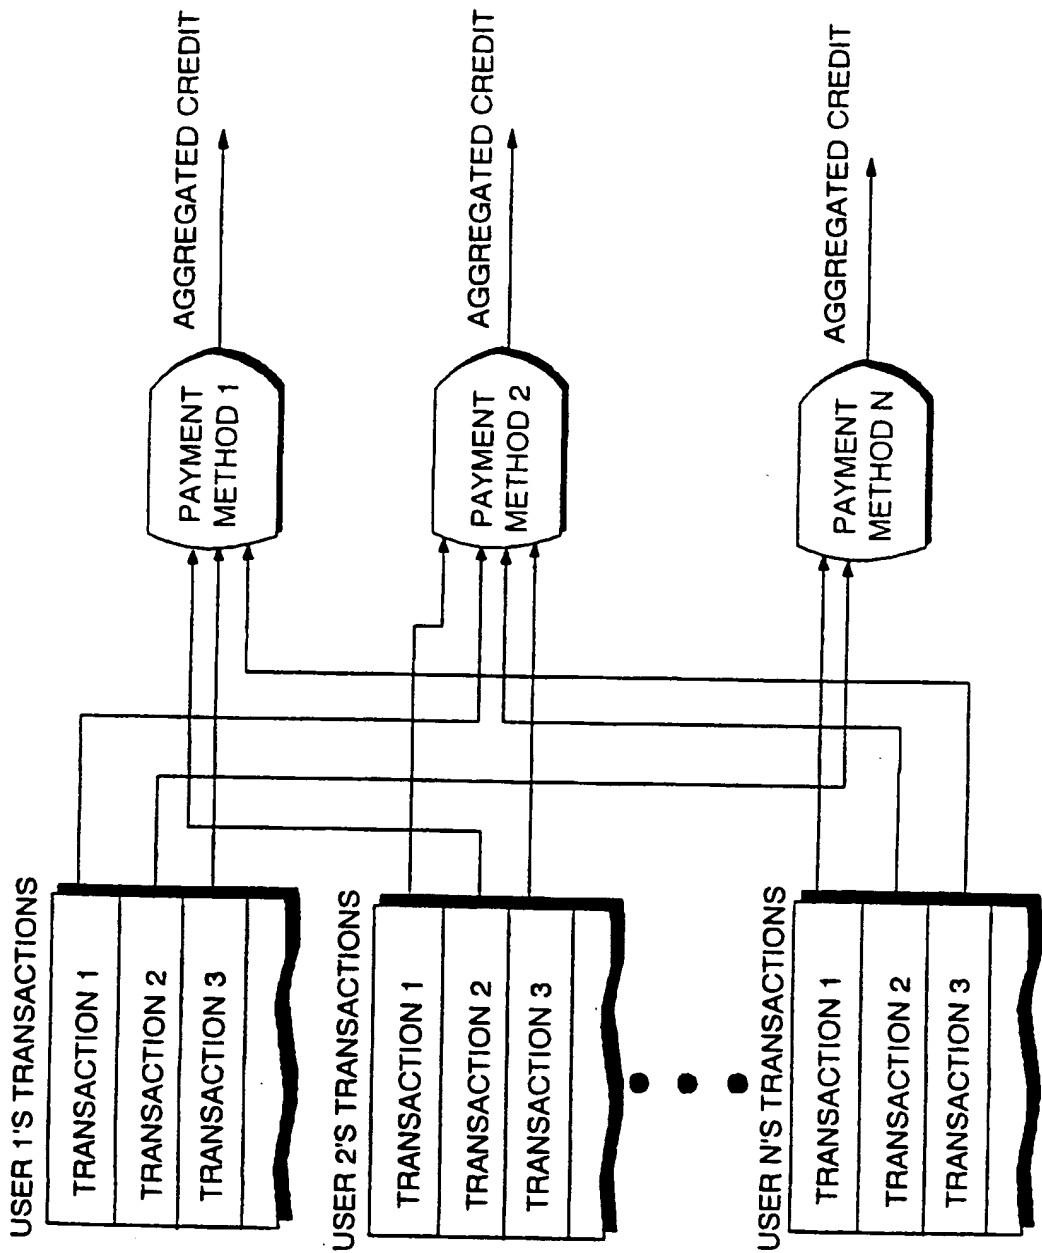 USER 1'S TRANSACTIONS
TRANSACTION 1
TRANSACTION 2
TRANSACTION 3
USER 2'S TRANSACTIONS
TRANSACTION 1
TRANSACTION 2
TRANSACTION 3
USER N'S TRANSACTIONS
TRANSACTION 1
TRANSACTION 2
TRANSACTION 3
PAYMENT
METHOD 1
PAYMENT
METHOD 2
PAYMENT
METHOD N
AGGREGATED CREDIT
AGGREGATED CREDIT
AGGREGATED CREDIT